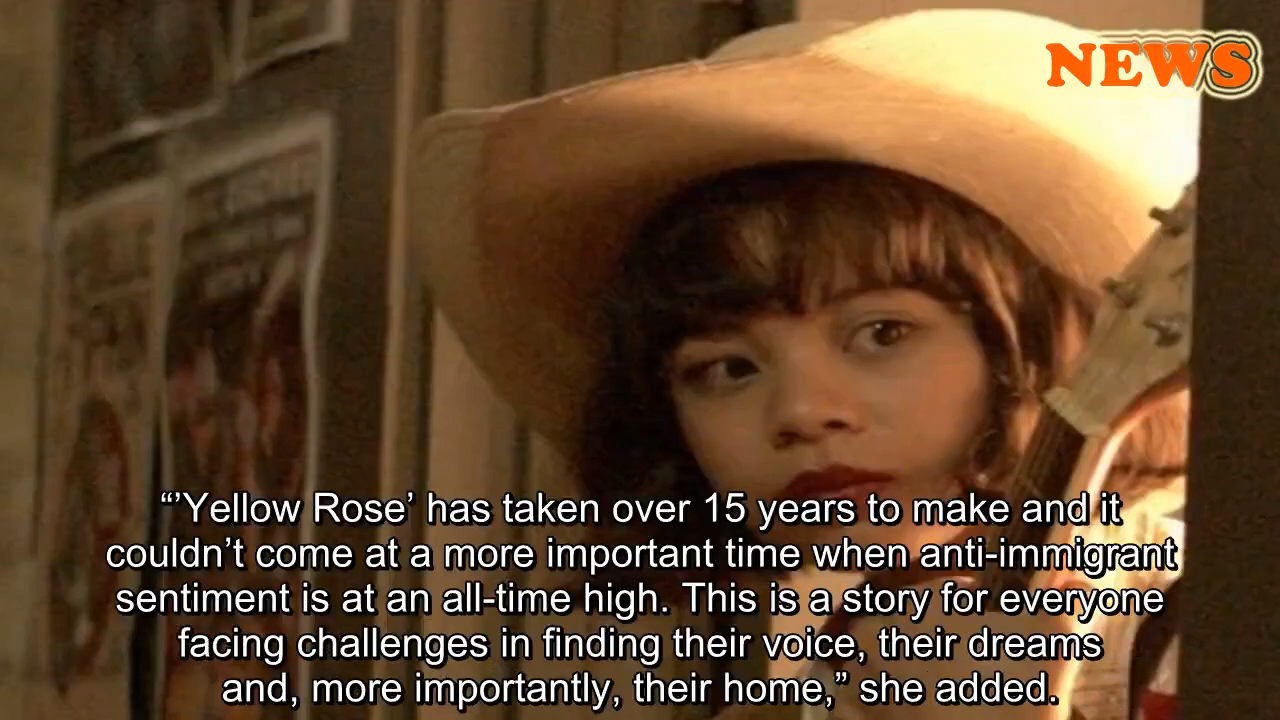 NEWS
“’Yellow Rose’ has taken over 15 years to make and it
couldn’t come at a more important time when anti-immigrant
sentiment is at an all-time high. This is a story for everyone
facing challenges in finding their voice, their dreams
and, more importantly, their home,” she added.